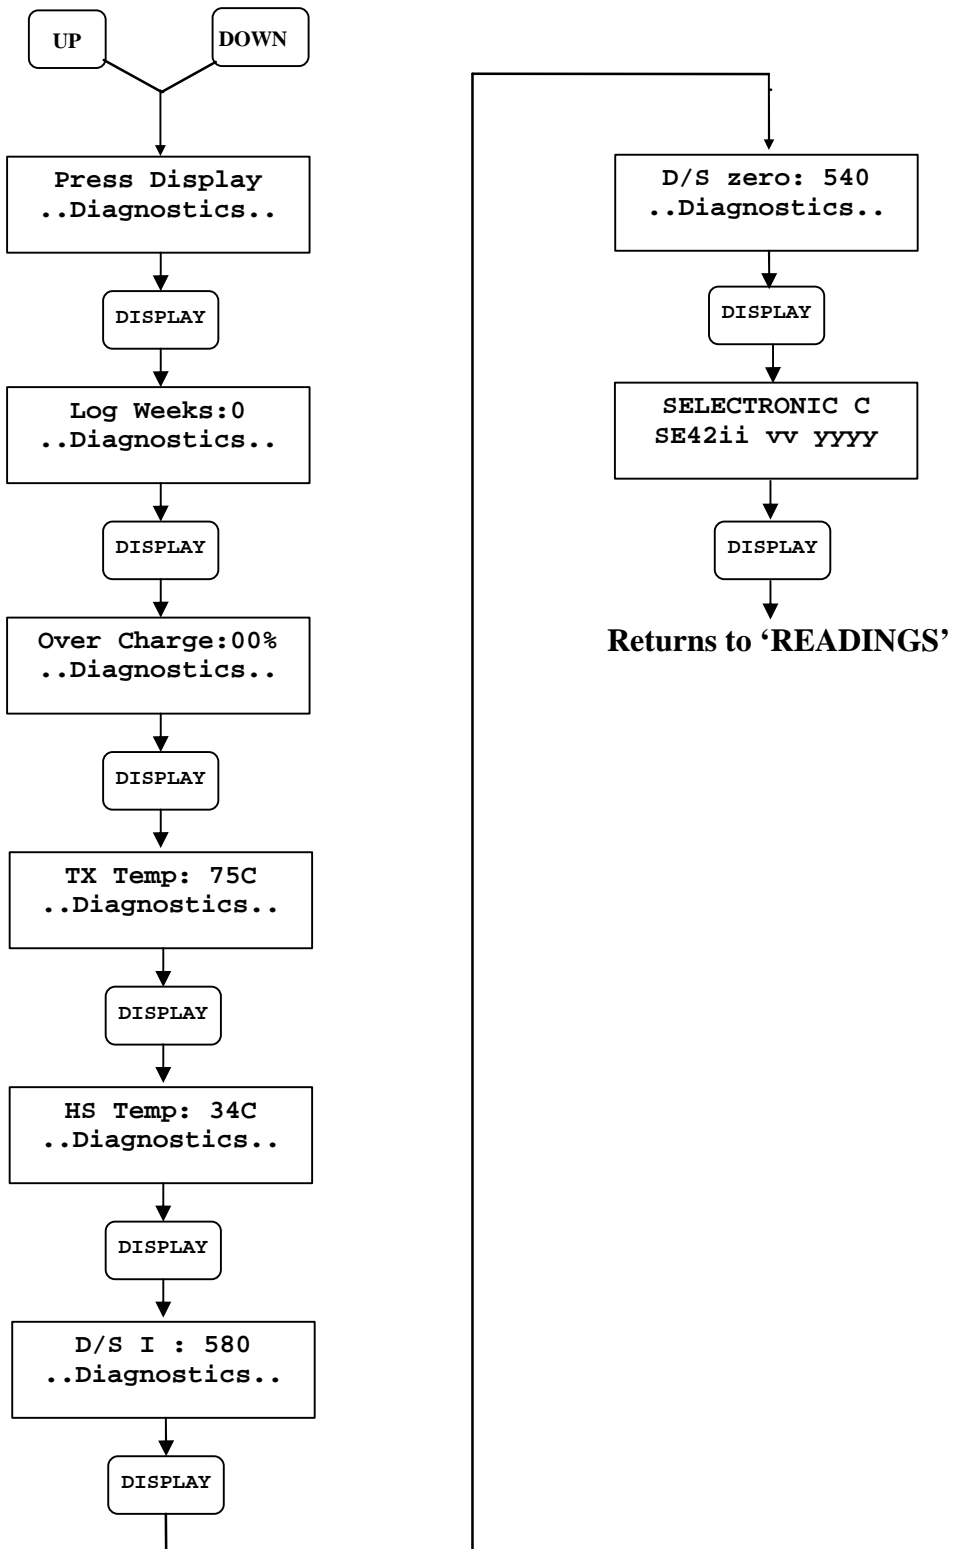 UP
DOWN
Press Display
..Diagnostics..
DISPLAY
Log Weeks:0
..Diagnostics..
DISPLAY
Over Charge:00%
..Diagnostics..
DISPLAY
TX Temp: 75C
..Diagnostics..
DISPLAY
HS Temp: 34C
..Diagnostics..
DISPLAY
D/S I : 580
..Diagnostics..
DISPLAY
D/S zero: 540
..Diagnostics..
DISPLAY
SELECTRONIC C
SE42ii vv yyyy
DISPLAY
Returns to ‘READINGS’